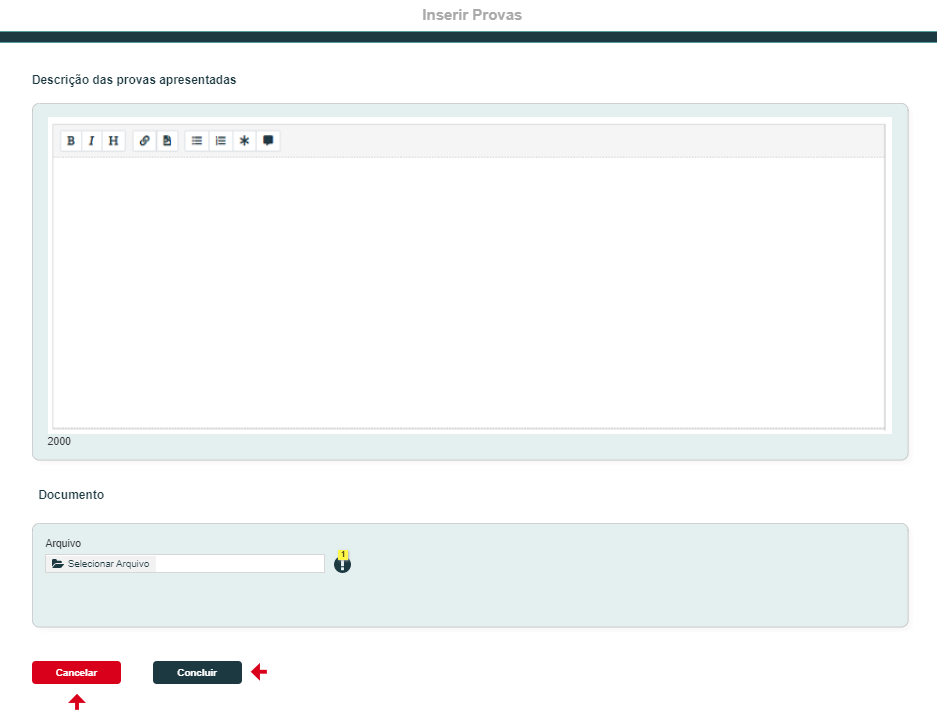 Inserir Provas
Descrição das provas apresentadas
B I H
2000
Documento
Arquivo
Selecionar Arquivo
1
Cancelar Concluir